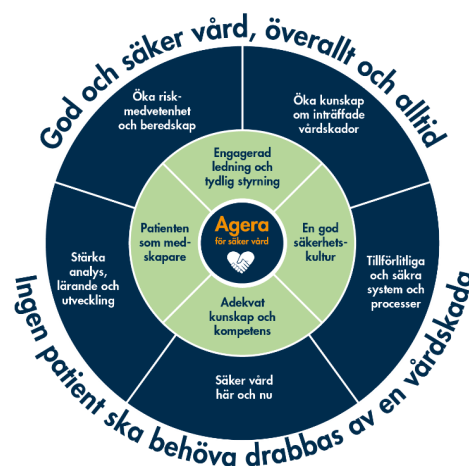 God och säker vård, överallt och alltid
Öka risk-
medvetenhet
och beredskap
Öka kunskap
om inträffade
vårdskador
Engagerad
ledning och
tydlig styrning
Patienten
som med-
skapare
Agera
för säker vård
En god
säkerhets-
kultur
Stärka
analys,
lärande och
utveckling
Tillförlitliga
och säkra
system och
processer
Adekvat
kunskap och
kompetens
Säker vård
här och nu
Ingen patient ska behöva drabbas av en vårdskada